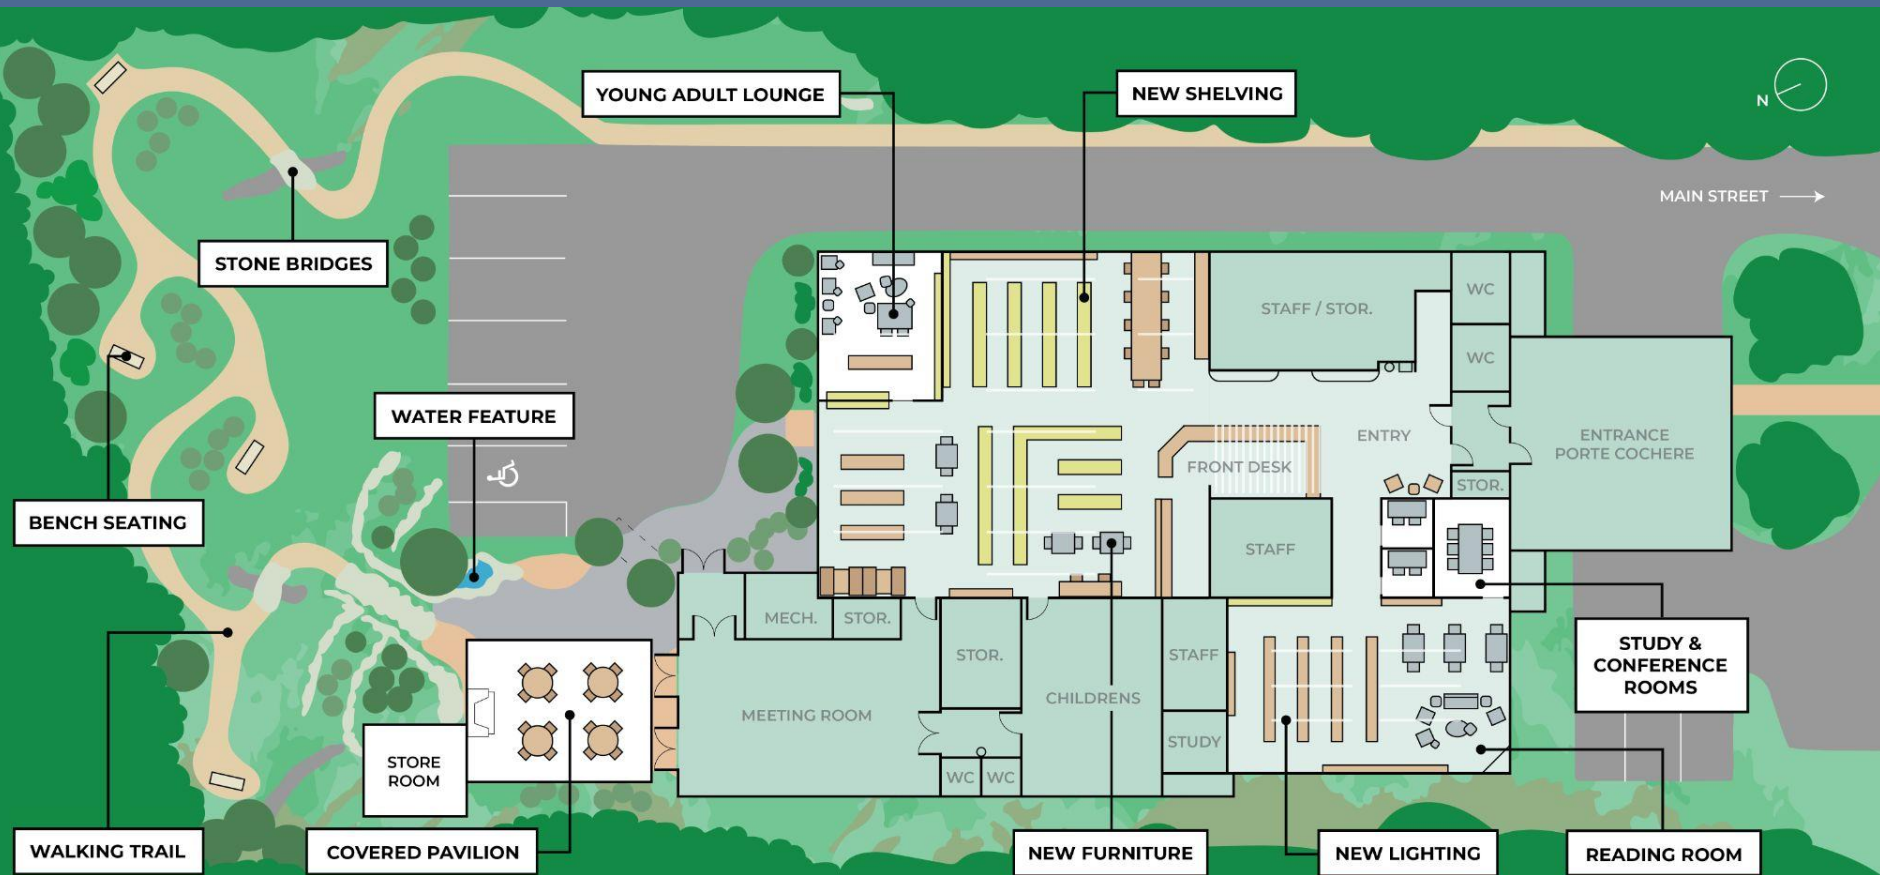 YOUNG ADULT LOUNGE
NEW SHELVING
N
MAIN STREET
STONE BRIDGES
WC
STAFF / STOR.
WC
WATER FEATURE
ENTRY
ENTRANCE
PORTE COCHERE
FRONT DESK
STOR.
BENCH SEATING
STAFF
MECH.
STOR.
STOR.
STAFF
STUDY &
CONFERENCE
ROOMS
CHILDRENS
MEETING ROOM
STUDY
STORE
ROOM
WC
WC
WALKING TRAIL
COVERED PAVILION
NEW FURNITURE
NEW LIGHTING
READING ROOM